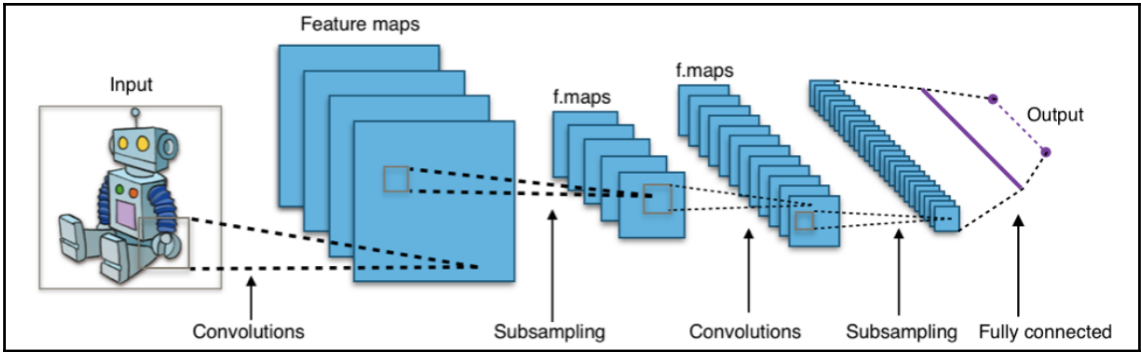 Feature maps
Input
f.maps
f.maps
Output
Convolutions
Subsampling
Convolutions
Subsampling
Fully connected